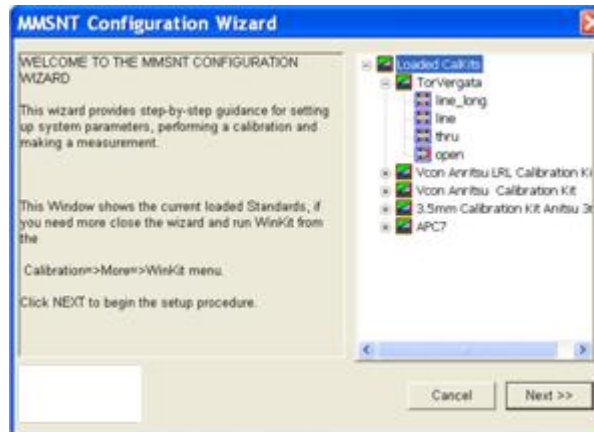 MMSNT Configuration Wizard
WELCOME TO THE MMSNT CONFIGURATION
WIZARD
This wizard provides step-by-step guidance for setting
up system parameters, performing a calibration and
making a measurement.
This Window shows the current loaded Standards, if
you need more close the wizard and run WinKit from
the
Calibration=>More=>WinKit menu.
Click NEXT to begin the setup procedure.
Loaded CalKits
TorVergata
line_long
line
thru
open
Vcon Anritsu LRL Calibration Ki
Vcon Anritsu Calibration Kit
3.5mm Calibration Kit Anitsu 3
APC7
Cancel
Next >>